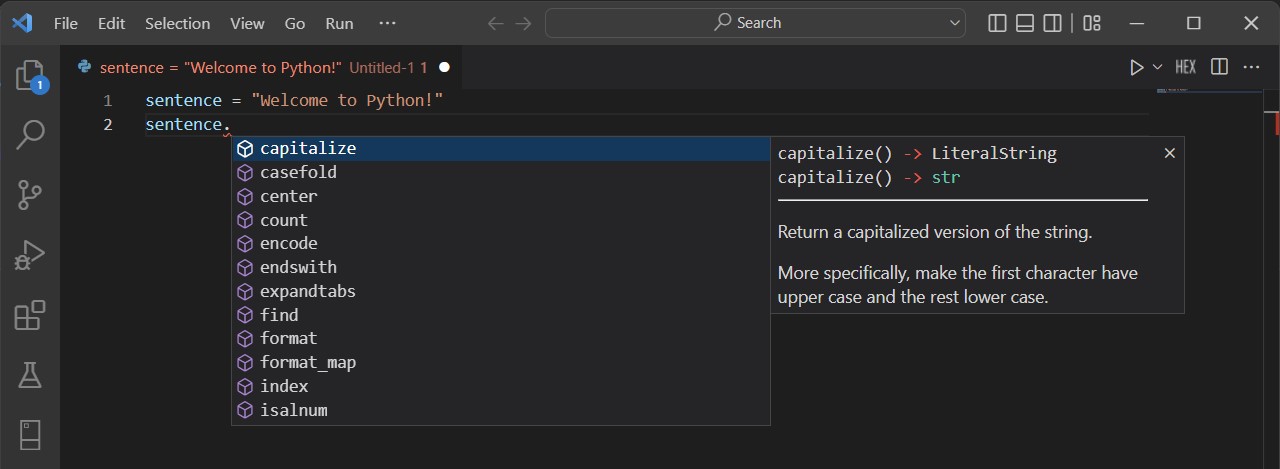 File Edit Selection View Go Run ··· Search
sentence = "Welcome to Python!" Untitled-1 1 HEX ···
1
1 sentence = "Welcome to Python!"
2 sentence.
capitalize
casefold
center
count
encode
endswith
expandtabs
find
format
format_map
index
isalnum
capitalize() -> LiteralString
capitalize() -> str
Return a capitalized version of the string.
More specifically, make the first character have
upper case and the rest lower case.